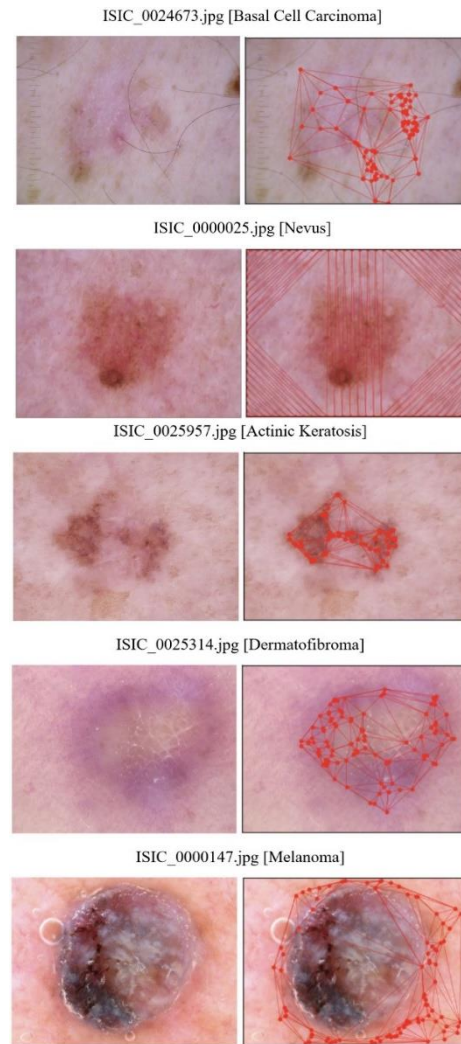 ISIC_0024673.jpg [Basal Cell Carcinoma]
ISIC_0000025.jpg [Nevus]
ISIC_0025957.jpg [Actinic Keratosis]
ISIC_0025314.jpg [Dermatofibroma]
ISIC_0000147.jpg [Melanoma]